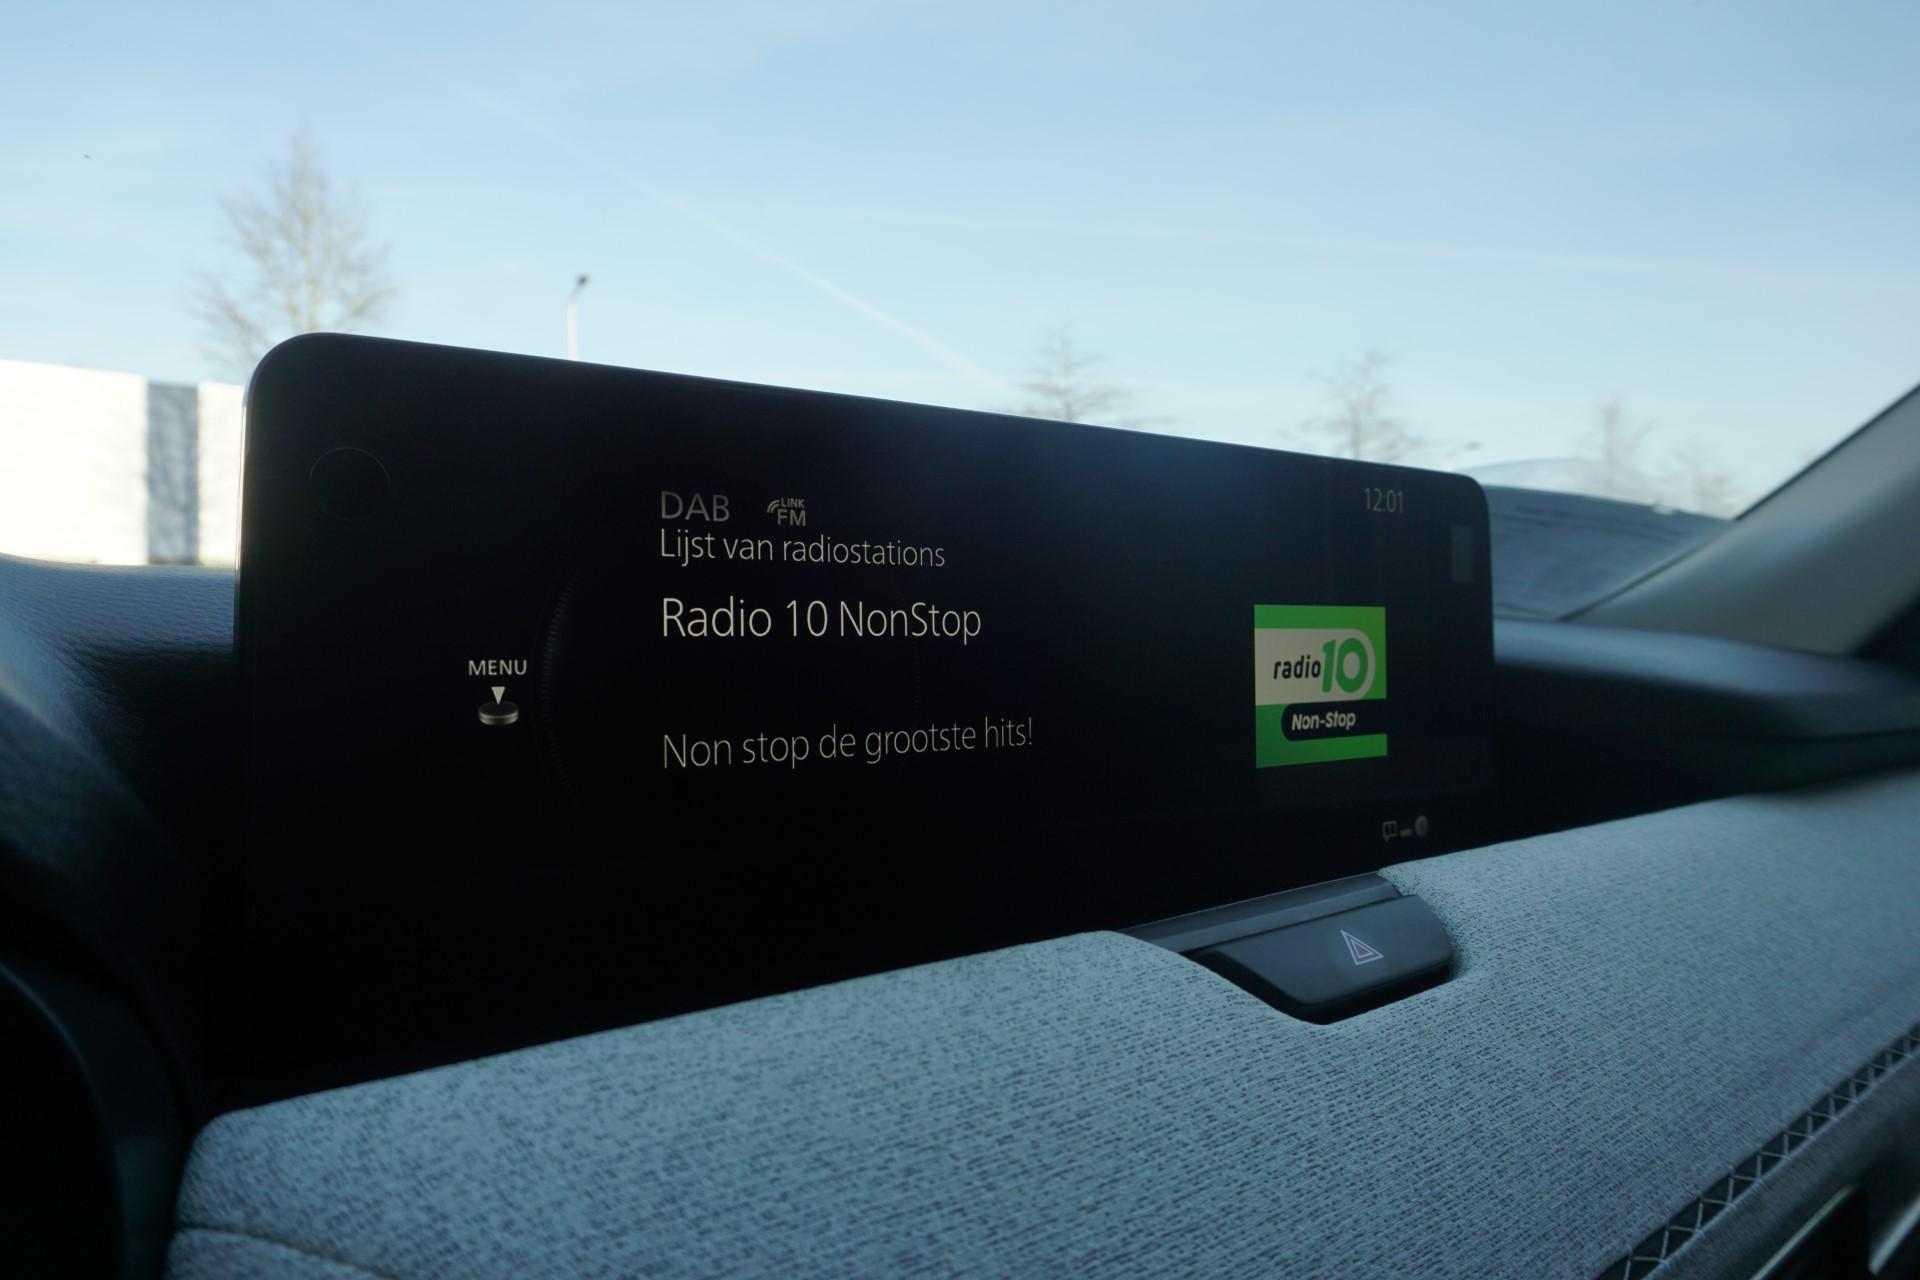 DAB LINK FM 12:01
Lijst van radiostations
Radio 10 NonStop
MENU
Non stop de grootste hits!
radio 10
Non-Stop